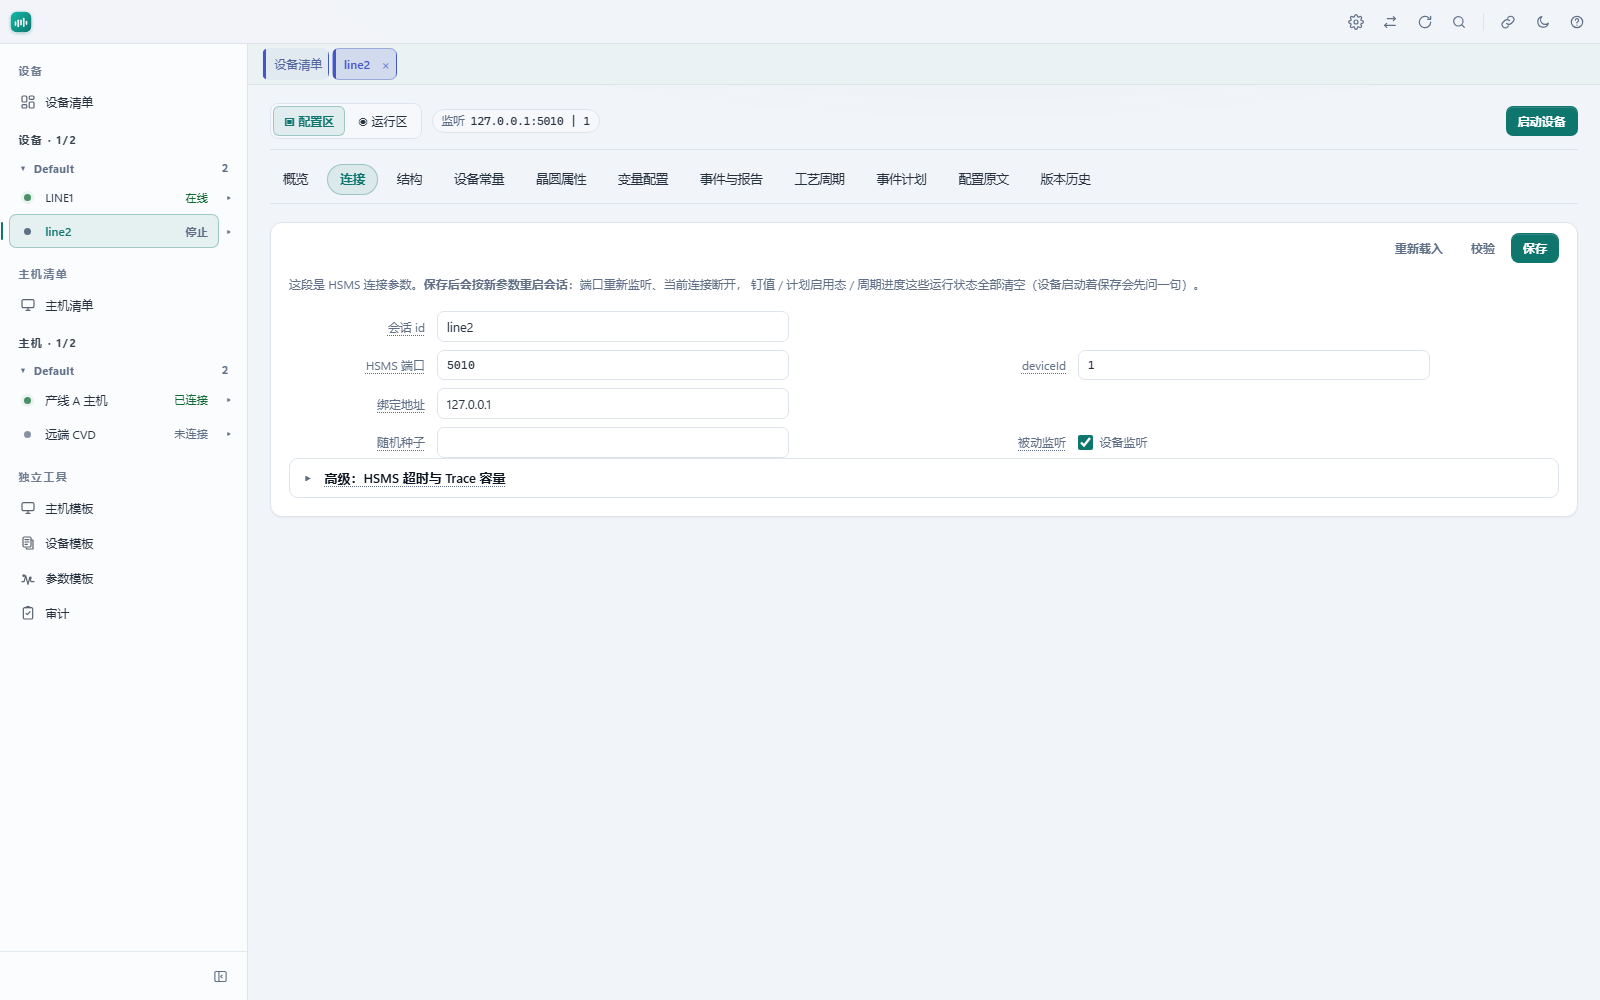 设备清单
line2 ×
配置区
运行区
监听 127.0.0.1:5010 | 1
启动设备
概览
连接
结构
设备常量
晶圆属性
变量配置
事件与报告
工艺周期
事件计划
配置原文
版本历史
设备
设备清单
设备 · 1/2
Default 2
LINE1 在线
line2 停止
主机清单
主机清单
主机 · 1/2
Default 2
产线 A 主机 已连接
远端 CVD 未连接
独立工具
主机模板
设备模板
参数模板
审计
重新载入
校验
保存
这段是 HSMS 连接参数。保存后会按新参数重启会话：端口重新监听、当前连接断开， 钉值 / 计划启用态 / 周期进度这些运行状态全部清空（设备启动着保存会先问一句）。
会话 id line2
HSMS 端口 5010
deviceId 1
绑定地址 127.0.0.1
随机种子
被动监听 设备监听
高级：HSMS 超时与 Trace 容量